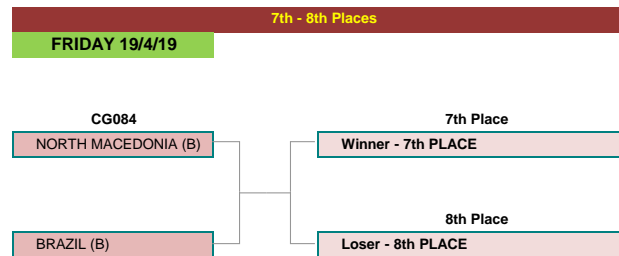 7th - 8th Places
FRIDAY 19/4/19
CG084
7th Place
NORTH MACEDONIA (B)
Winner - 7th PLACE
8th Place
BRAZIL (B)
Loser - 8th PLACE